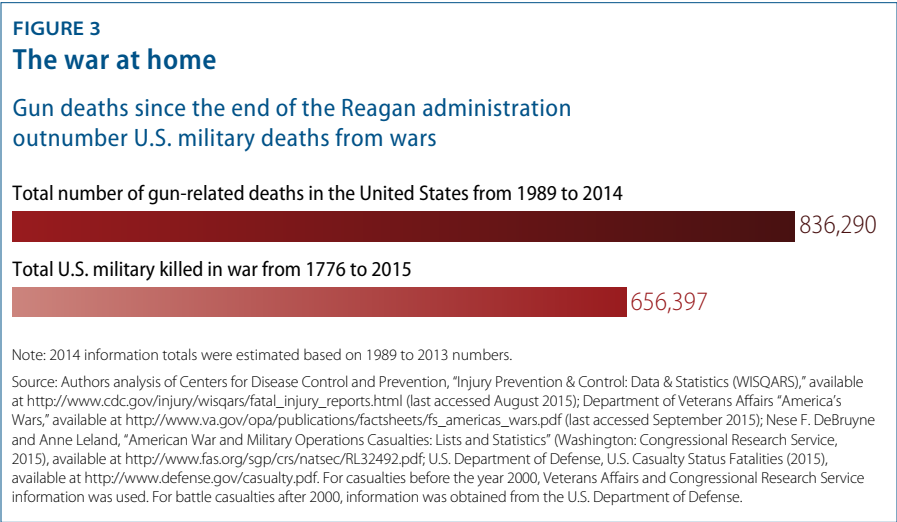 FIGURE 3
The war at home
Gun deaths since the end of the Reagan administration
outnumber U.S. military deaths from wars
Total number of gun-related deaths in the United States from 1989 to 2014
836,290
Total U.S. military killed in war from 1776 to 2015
656,397
Note: 2014 information totals were estimated based on 1989 to 2013 numbers.
Source: Authors analysis of Centers for Disease Control and Prevention, “Injury Prevention & Control: Data & Statistics (WISQARS),” available
at http://www.cdc.gov/injury/wisqars/fatal_injury_reports.html (last accessed August 2015); Department of Veterans Affairs “America’s
Wars,” available at http://www.va.gov/opa/publications/factsheets/fs_americas_wars.pdf (last accessed September 2015); Nese F. DeBruyne
and Anne Leland, “American War and Military Operations Casualties: Lists and Statistics” (Washington: Congressional Research Service,
2015), available at http://www.fas.org/sgp/crs/natsec/RL32492.pdf; U.S. Department of Defense, U.S. Casualty Status Fatalities (2015),
available at http://www.defense.gov/casualty.pdf. For casualties before the year 2000, Veterans Affairs and Congressional Research Service
information was used. For battle casualties after 2000, information was obtained from the U.S. Department of Defense.